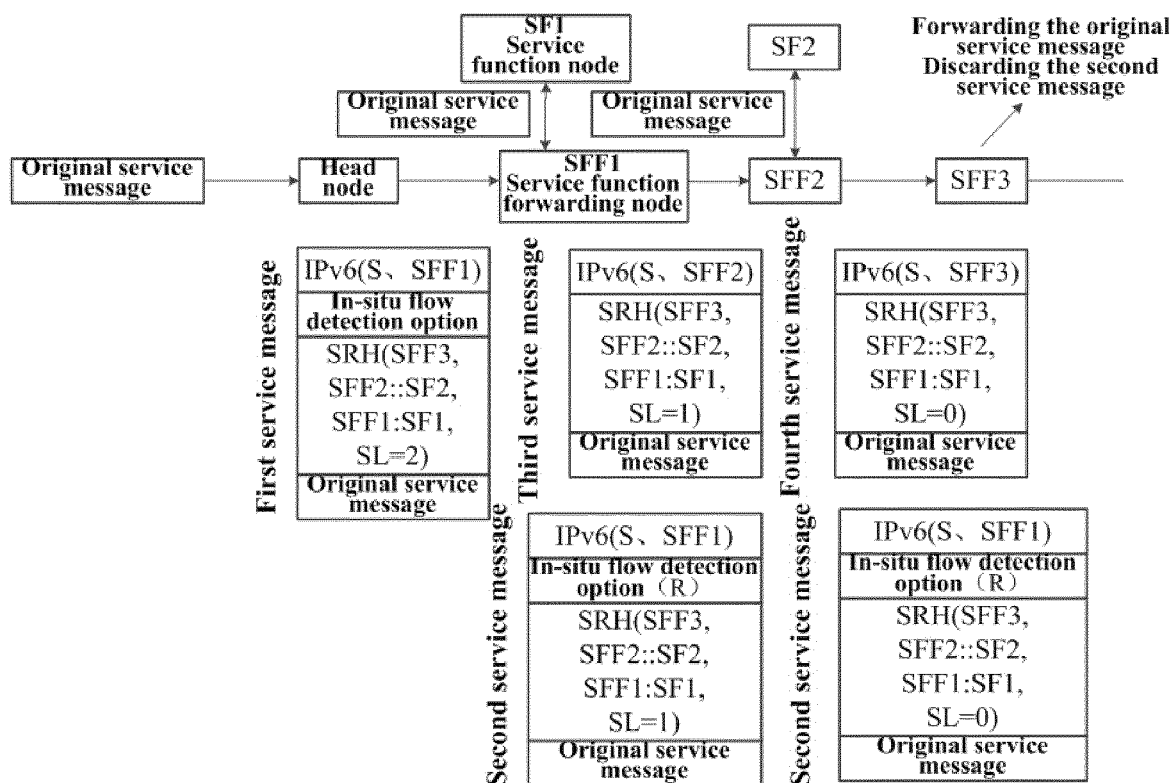 SF1
Service
function node
SF2
Forwarding the original
service message
Discarding the second
service message
Original service
message
Original service
message
Original service
message
Head
node
SFF1
Service function
forwarding node
SFF2
SFF3
First service message
IPv6(S、SFF1)
In-situ flow
detection option
SRH(SFF3,
SFF2::SF2,
SFF1:SF1,
SL=2)
Original service
message
Third service message
IPv6(S、SFF2)
SRH(SFF3,
SFF2::SF2,
SFF1:SF1,
SL=1)
Original service
message
Fourth service message
IPv6(S、SFF3)
SRH(SFF3,
SFF2::SF2,
SFF1:SF1,
SL=0)
Original service
message
Second service message
IPv6(S、SFF1)
In-situ flow detection
option（R）
SRH(SFF3,
SFF2::SF2,
SFF1:SF1,
SL=1)
Original service
message
Second service message
IPv6(S、SFF1)
In-situ flow detection
option（R）
SRH(SFF3,
SFF2::SF2,
SFF1:SF1,
SL=0)
Original service
message